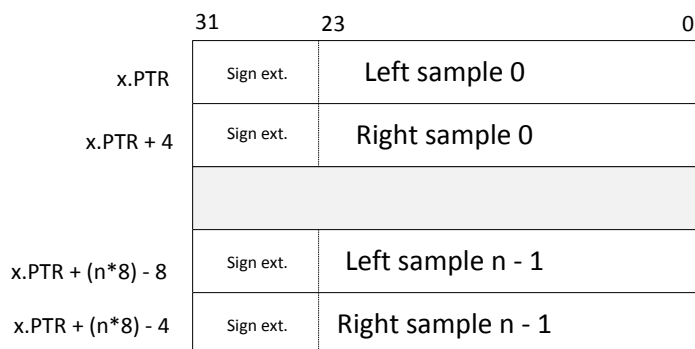 31 23 0
x.PTR Sign ext. Left sample 0
x.PTR + 4 Sign ext. Right sample 0
x.PTR + (n*8) - 8 Sign ext. Left sample n - 1
x.PTR + (n*8) - 4 Sign ext. Right sample n - 1